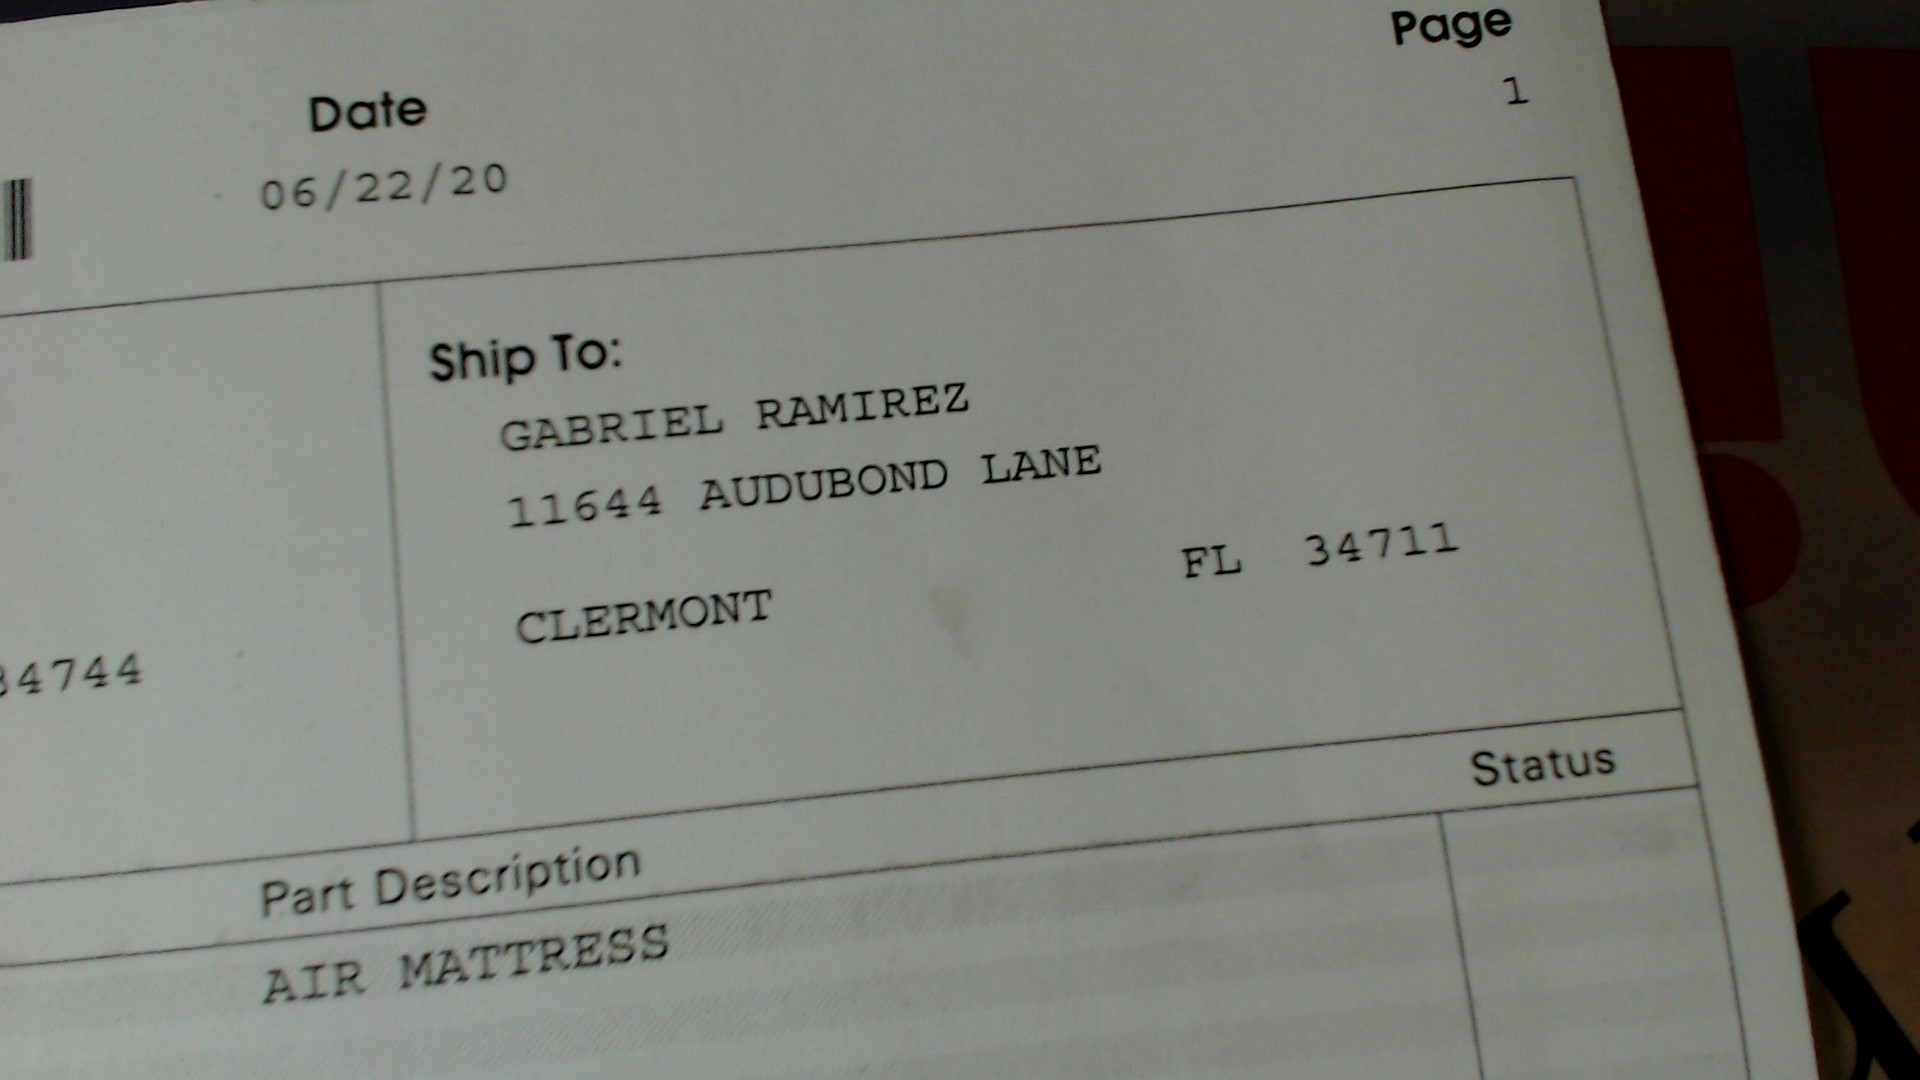 Page
1
Date
06/22/20
Ship To:
GABRIEL RAMIREZ
11644 AUDUBOND LANE
CLERMONT FL 34711
34744
Status
Part Description
AIR MATTRESS